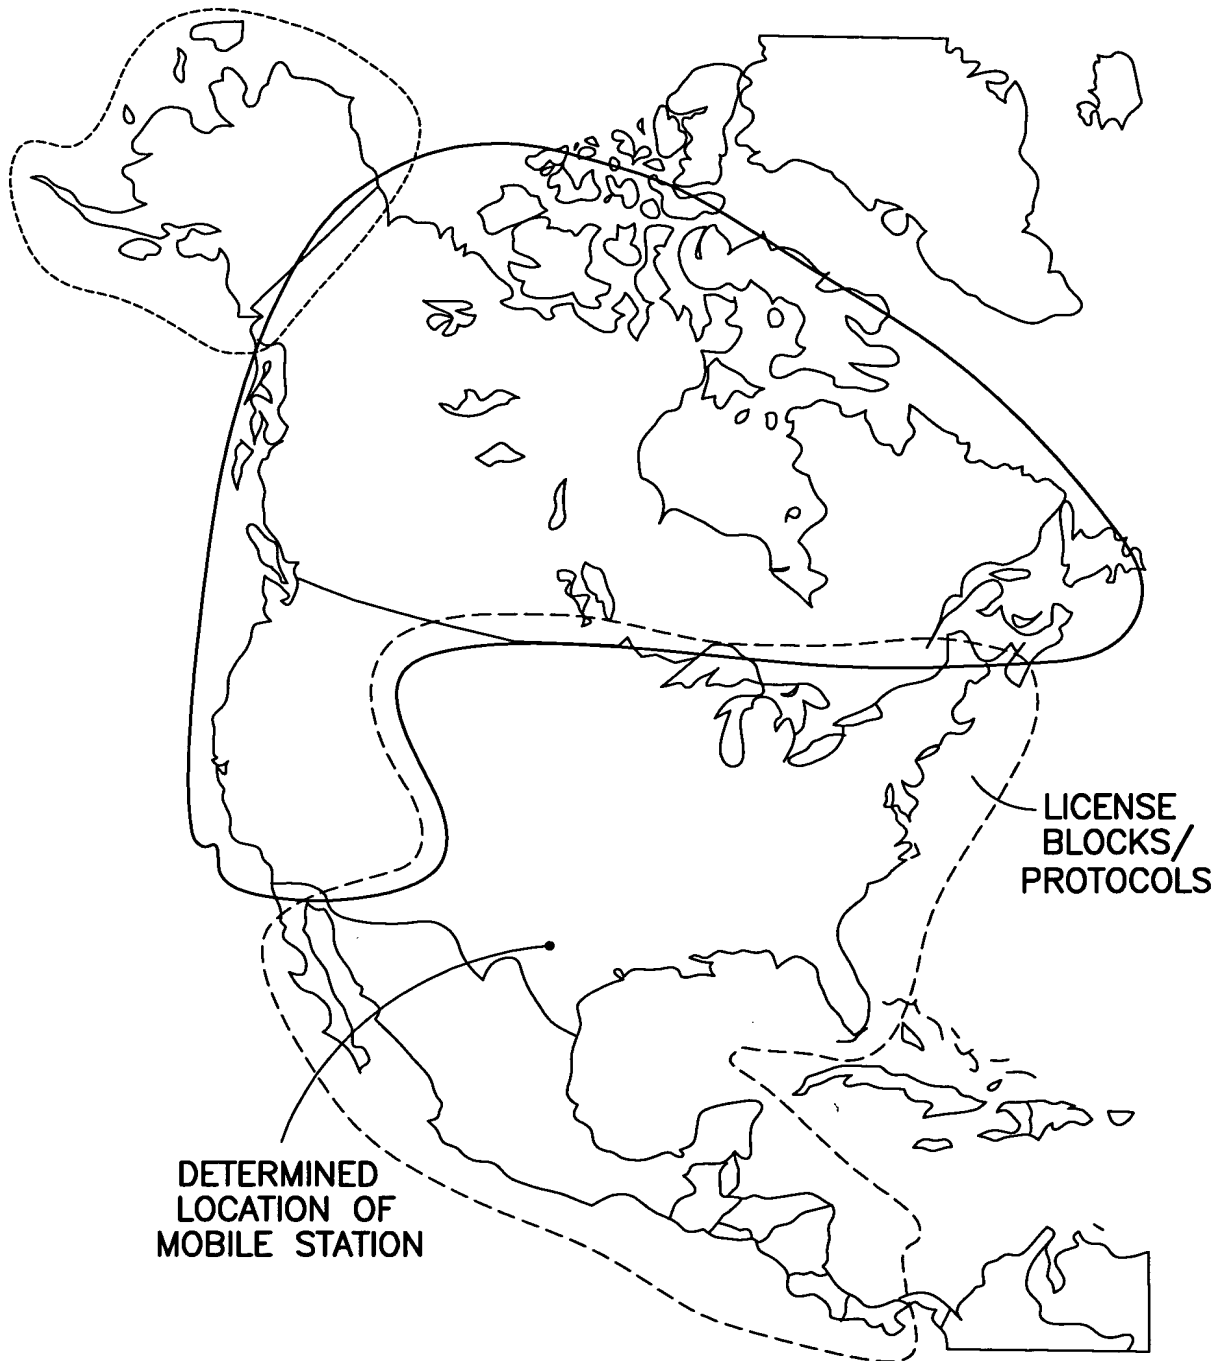 LICENSE
BLOCKS/
PROTOCOLS
DETERMINED
LOCATION OF
MOBILE STATION